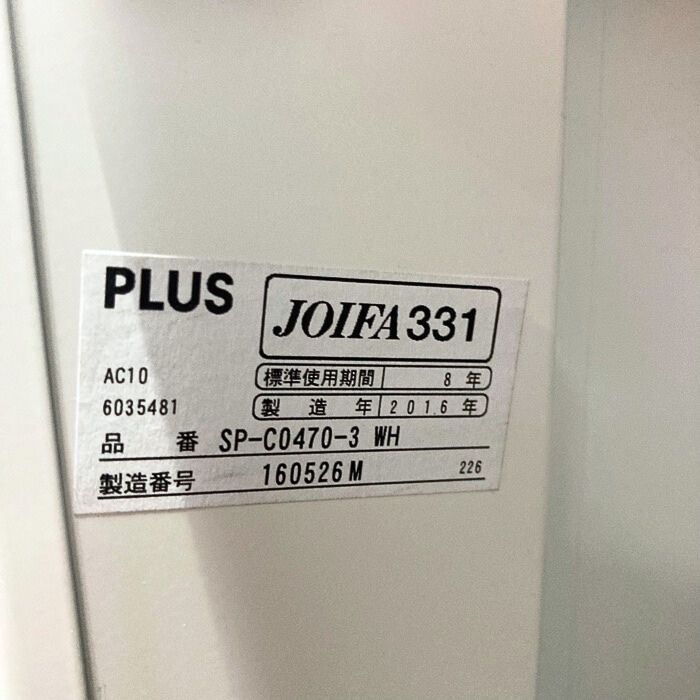 PLUS
JOIFA331
AC10
標準使用期間 8 年
6035481
製造年 2016年
品番 SP-C0470-3 WH
製造番号 160526M 226